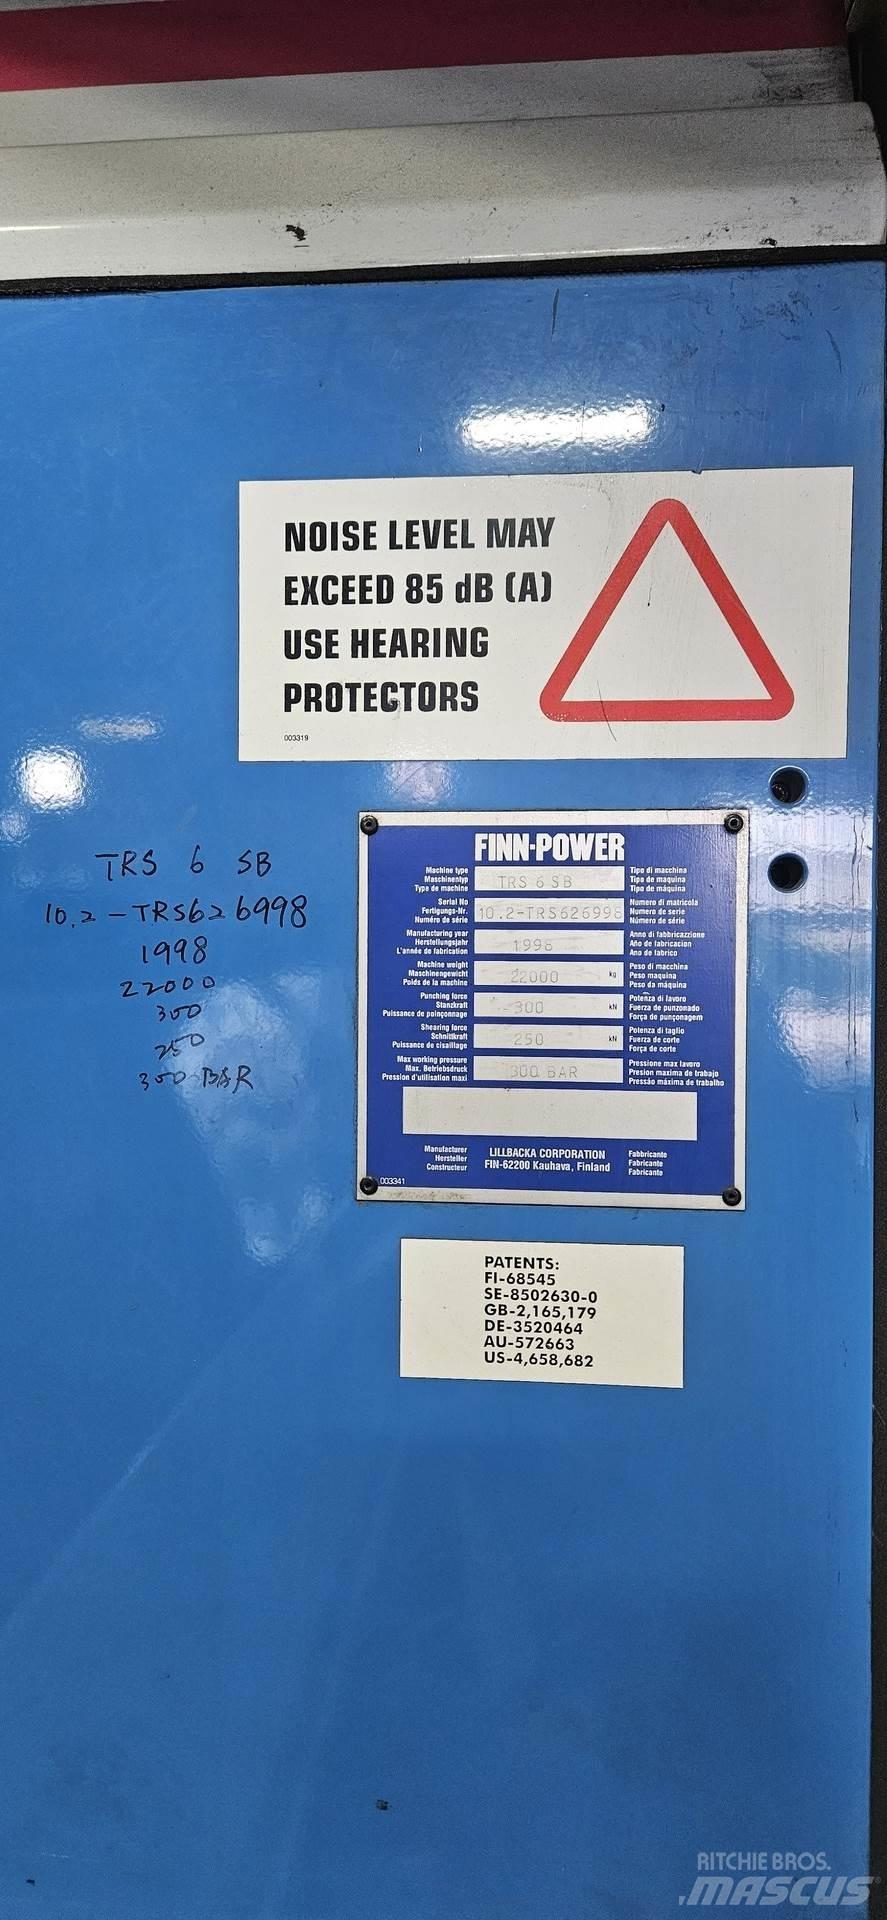 NOISE LEVEL MAY
EXCEED 85 dB (A)
USE HEARING
PROTECTORS
003319
TRS 6 SB
10.2-TRS626998
1998
22000
300
250
300 BAR
FINN-POWER
Machine type
Maschinentyp
Type de machine
TRS 6 SB
Tipo di macchina
Tipo de maquina
Tipo de máquina
Serial No
Fertigungs-Nr.
Numéro de série
10.2-TRS626998
Numero di matricola
Numero de serie
Número de série
Manufacturing year
Herstellungsjahr
L'année de fabrication
1998
Anno di fabbricazzione
Año de fabricacion
Ano de fabrico
Machine weight
Maschinengewicht
Poids de la machine
22000 kg
Peso di macchina
Peso maquina
Peso da máquina
Punching force
Stanzkraft
Puissance de poinçonnage
300 kN
Potenza di lavoro
Fuerza de punzonado
Força de punçonagem
Shearing force
Schnittkraft
Puissance de cisaillage
250 kN
Potenza di taglio
Fuerza de corte
Força de corte
Max working pressure
Max. Betriebsdruck
Pression d'utilisation maxi
300 BAR
Pressione max lavoro
Presion maxima de trabajo
Pressão máxima de trabalho
Manufacturer
Hersteller
Constructeur
LILLBACKA CORPORATION
FIN-62200 Kauhava, Finland
Fabbricante
Fabricante
Fabricante
003341
PATENTS:
FI-68545
SE-8502630-0
GB-2,165,179
DE-3520464
AU-572663
US-4,658,682
RITCHIE BROS.
MASCUS